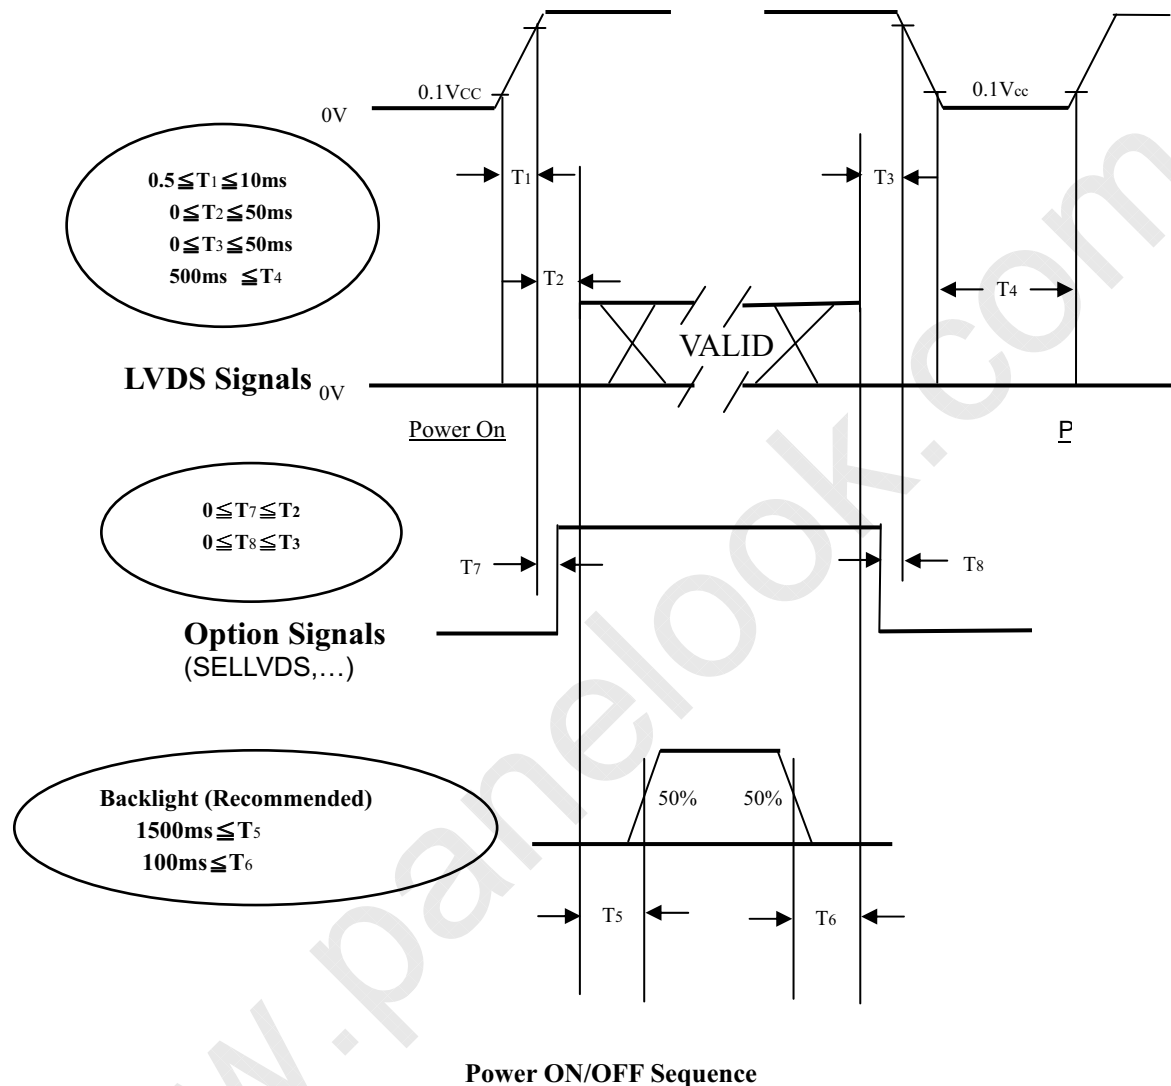 0.1VCC
0.1Vcc
0V
0.5≦T1≦10ms
0≦T2≦50ms
0≦T3≦50ms
500ms ≦T4
T1
T3
T2
T4
VALID
LVDS Signals 0V
Power On
P
0≦T7≦T2
0≦T8≦T3
T7
T8
Option Signals
(SELLVDS,…)
Backlight (Recommended)
1500ms≦T5
100ms≦T6
50% 50%
T5
T6
Power ON/OFF Sequence
www.panelook.com